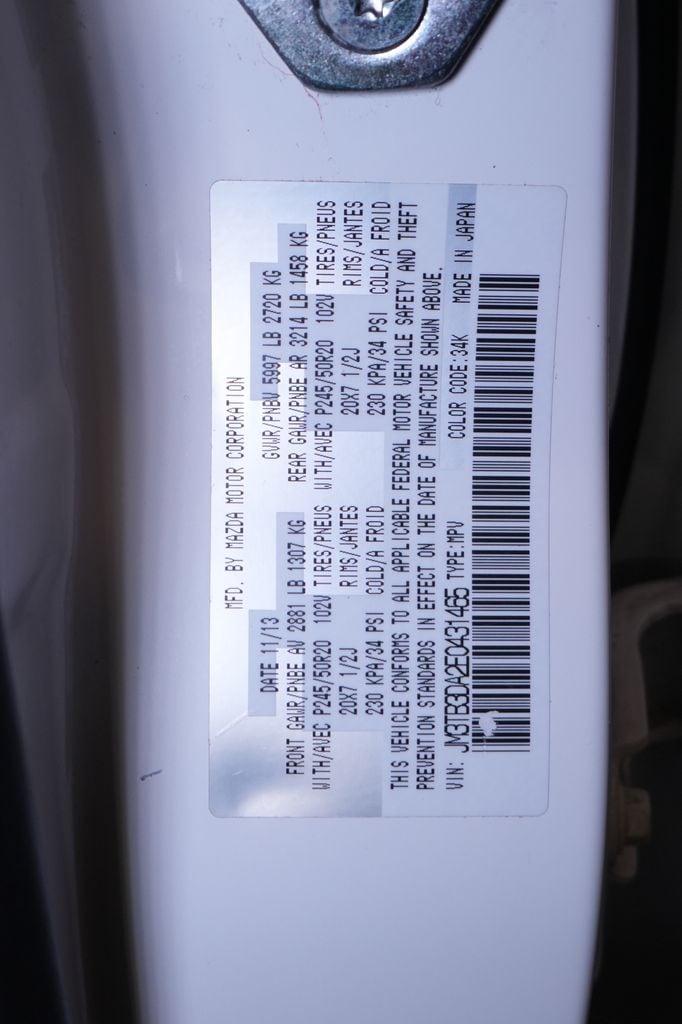 MFD. BY MAZDA MOTOR CORPORATION
DATE 11/13 GVWR/PNBV 5997 LB 2720 KG
FRONT GAWR/PNBE AV 2881 LB 1307 KG REAR GAWR/PNBE AR 3214 LB 1458 KG
WITH/AVEC P245/50R20 102V TIRES/PNEUS WITH/AVEC P245/50R20 102V TIRES/PNEUS
20X7 1/2J RIMS/JANTES 20X7 1/2J RIMS/JANTES
230 KPA/34 PSI COLD/A FROID 230 KPA/34 PSI COLD/A FROID
THIS VEHICLE CONFORMS TO ALL APPLICABLE FEDERAL MOTOR VEHICLE SAFETY AND THEFT
PREVENTION STANDARDS IN EFFECT ON THE DATE OF MANUFACTURE SHOWN ABOVE.
VIN: JM3TB3DA2E0431465 TYPE:MPV COLOR CODE:34K MADE IN JAPAN